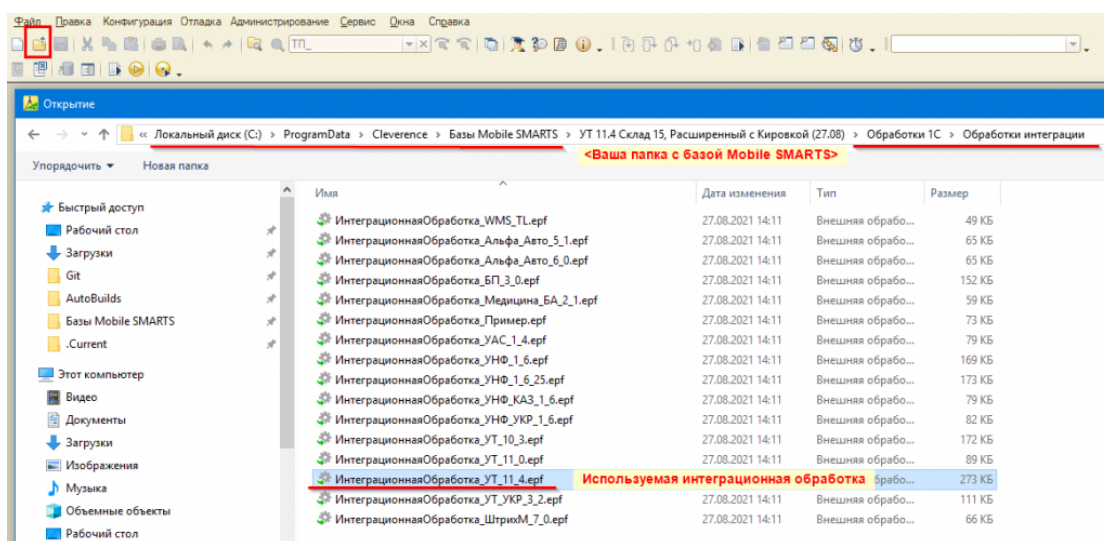 Файл Правка Конфигурация Отладка Администрирование Сервис Окна Справка
ТП_
Открытие
« Локальный диск (C:) › ProgramData › Cleverence › Базы Mobile SMARTS › УТ 11.4 Склад 15, Расширенный с Кировкой (27.08) › Обработки 1С › Обработки интеграции
<Ваша папка с базой Mobile SMARTS>
Упорядочить Новая папка
Имя Дата изменения Тип Размер
Быстрый доступ
Рабочий стол
Загрузки
Git
AutoBuilds
Базы Mobile SMARTS
.Current
Этот компьютер
Видео
Документы
Загрузки
Изображения
Музыка
Объемные объекты
Рабочий стол
ИнтеграционнаяОбработка_WMS_TL.epf 27.08.2021 14:11 Внешняя обрабо... 49 КБ
ИнтеграционнаяОбработка_Альфа_Авто_5_1.epf 27.08.2021 14:11 Внешняя обрабо... 65 КБ
ИнтеграционнаяОбработка_Альфа_Авто_6_0.epf 27.08.2021 14:11 Внешняя обрабо... 65 КБ
ИнтеграционнаяОбработка_БП_3_0.epf 27.08.2021 14:11 Внешняя обрабо... 152 КБ
ИнтеграционнаяОбработка_Медицина_БА_2_1.epf 27.08.2021 14:11 Внешняя обрабо... 59 КБ
ИнтеграционнаяОбработка_Пример.epf 27.08.2021 14:11 Внешняя обрабо... 73 КБ
ИнтеграционнаяОбработка_УАС_1_4.epf 27.08.2021 14:11 Внешняя обрабо... 79 КБ
ИнтеграционнаяОбработка_УНФ_1_6.epf 27.08.2021 14:11 Внешняя обрабо... 169 КБ
ИнтеграционнаяОбработка_УНФ_1_6_25.epf 27.08.2021 14:11 Внешняя обрабо... 173 КБ
ИнтеграционнаяОбработка_УНФ_КАЗ_1_6.epf 27.08.2021 14:11 Внешняя обрабо... 79 КБ
ИнтеграционнаяОбработка_УНФ_УКР_1_6.epf 27.08.2021 14:11 Внешняя обрабо... 82 КБ
ИнтеграционнаяОбработка_УТ_10_3.epf 27.08.2021 14:11 Внешняя обрабо... 172 КБ
ИнтеграционнаяОбработка_УТ_11_0.epf 27.08.2021 14:11 Внешняя обрабо... 89 КБ
ИнтеграционнаяОбработка_УТ_11_4.epf Используемая интеграционная обработка обрабо... 273 КБ
ИнтеграционнаяОбработка_УТ_УКР_3_2.epf 27.08.2021 14:11 Внешняя обрабо... 111 КБ
ИнтеграционнаяОбработка_ШтрихМ_7_0.epf 27.08.2021 14:11 Внешняя обрабо... 66 КБ